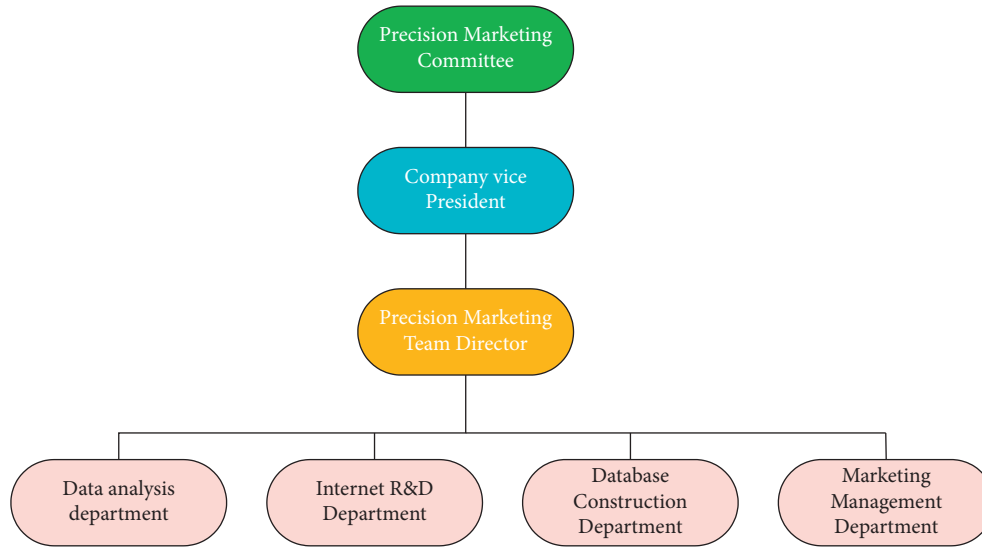 Precision Marketing
Committee
Company vice
President
Precision Marketing
Team Director
Data analysis
department
Internet R&D
Department
Database
Construction
Department
Marketing
Management
Department